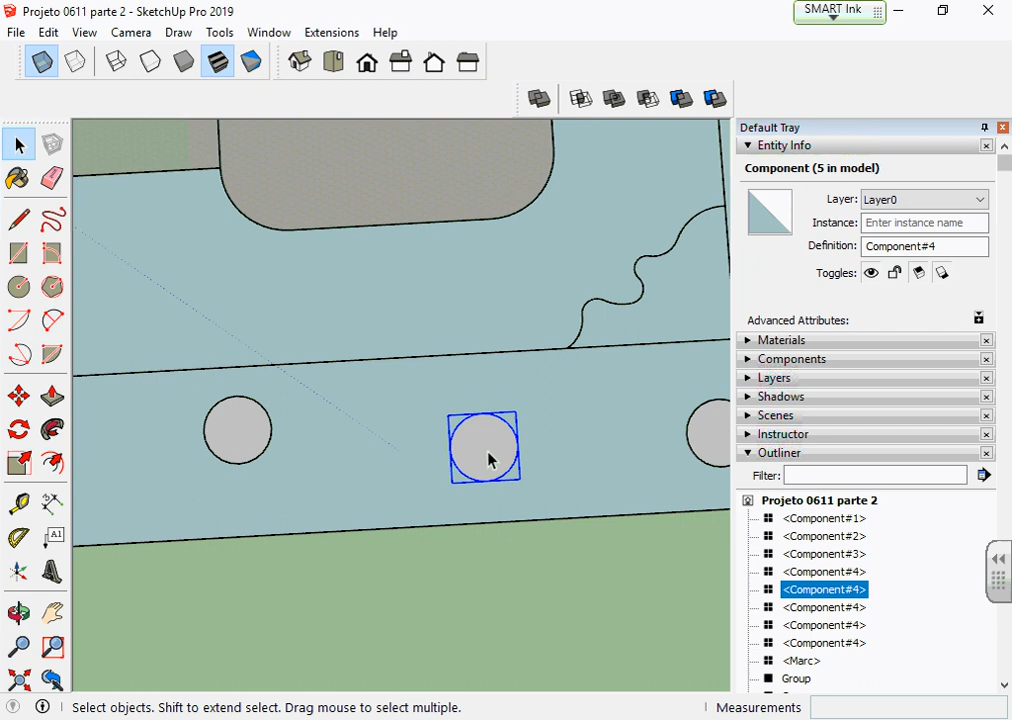 Projeto 0611 parte 2 - SketchUp Pro 2019
SMART Ink
File Edit View Camera Draw Tools Window Extensions Help
Default Tray
Entity Info
Component (5 in model)
Layer: Layer0
Instance: Enter instance name
Definition: Component#4
Toggles:
Advanced Attributes:
Materials
Components
Layers
Shadows
Scenes
Instructor
Outliner
Filter:
Projeto 0611 parte 2
<Component#1>
<Component#2>
<Component#3>
<Component#4>
<Component#4>
<Component#4>
<Component#4>
<Component#4>
<Marc>
Group
A1
Select objects. Shift to extend select. Drag mouse to select multiple.
Measurements